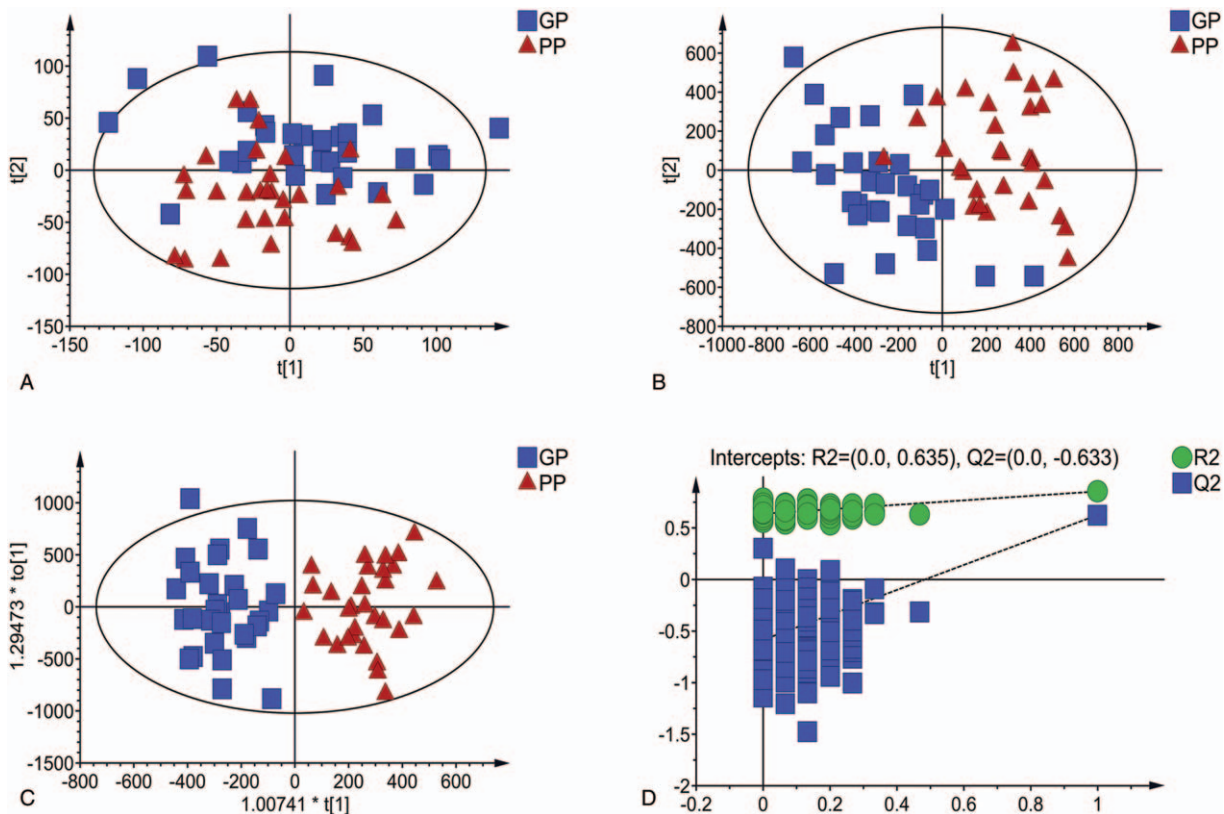 GP
PP
100
50
0
-50
-100
-150
t[2]
-150 -100 -50 0 50 100
t[1]
A
GP
PP
600
400
200
0
-200
-400
-600
-800
t[2]
-1000 -800 -600 -400 -200 0 200 400 600 800
t[1]
B
GP
PP
1000
500
0
-500
-1000
-1500
1.29473 * to[1]
-600 -400 -200 0 200 400 600
1.00741 * t[1]
C
Intercepts: R2=(0.0, 0.635), Q2=(0.0, -0.633)
R2
Q2
0.5
0
-0.5
-1
-1.5
-2
-0.2 0 0.2 0.4 0.6 0.8 1
D